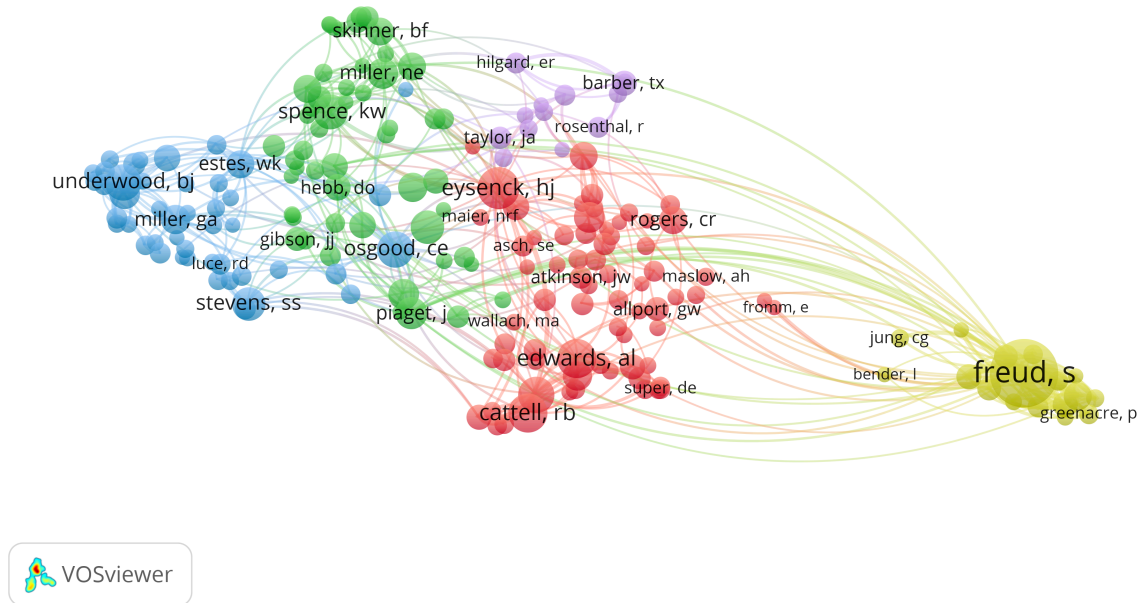 skinner, bf
hilgard, er
miller, ne
barber, tx
spence, kw
rosenthal, r
taylor, ja
estes, wk
underwood, bj
hebb, do
eysenck, hj
miller, ga
maier, nrf
rogers, cr
gibson, jj
osgood, ce
asch, se
luce, rd
atkinson, jw
maslow, ah
stevens, ss
piaget, j
wallach, ma
allport, gw
fromm, e
jung, cg
edwards, al
bender, l
freud, s
super, de
cattell, rb
greenacre, p
VOSviewer